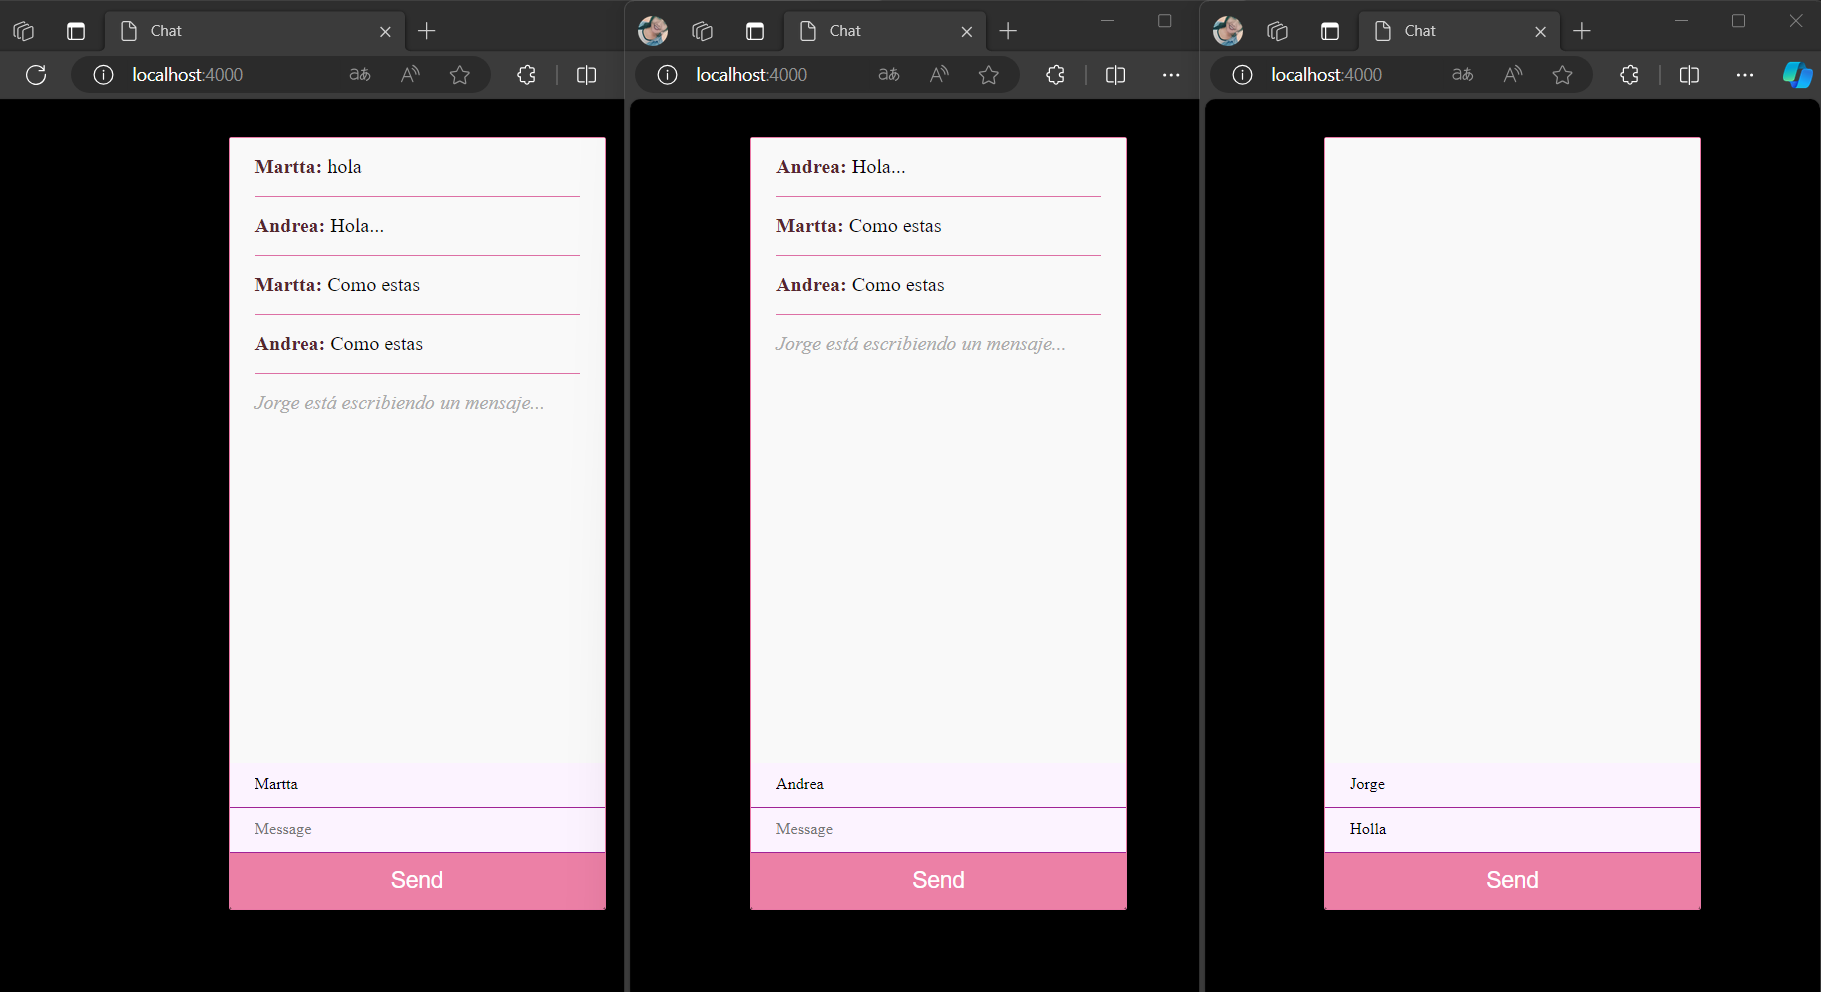 Chat
localhost:4000
Martta: hola
Andrea: Hola...
Martta: Como estas
Andrea: Como estas
Jorge está escribiendo un mensaje...
Martta
Message
Send
Chat
localhost:4000
Andrea: Hola...
Martta: Como estas
Andrea: Como estas
Jorge está escribiendo un mensaje...
Andrea
Message
Send
Chat
localhost:4000
Jorge
Holla
Send